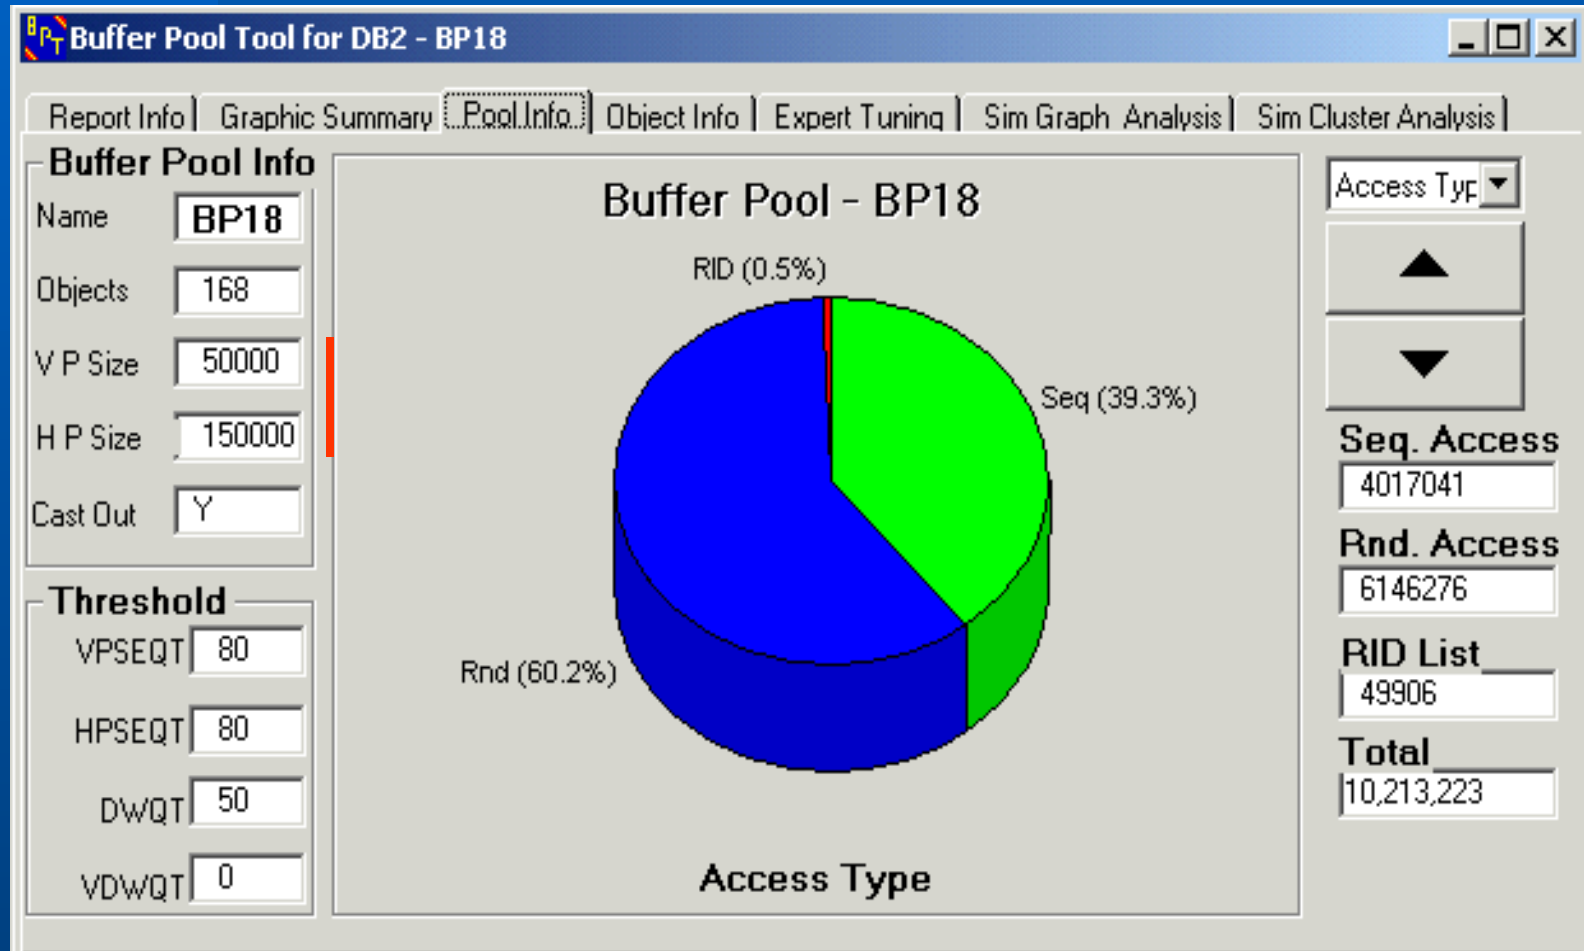 BPT Buffer Pool Tool for DB2 - BP18
Report Info Graphic Summary Pool Info Object Info Expert Tuning Sim Graph Analysis Sim Cluster Analysis
Buffer Pool Info
Name BP18
Objects 168
V P Size 50000
H P Size 150000
Cast Out Y
Threshold
VPSEQT 80
HPSEQT 80
DWQT 50
VDWQT 0
Buffer Pool - BP18
RID (0.5%)
Seq (39.3%)
Rnd (60.2%)
Access Type
Access Typ
Seq. Access
4017041
Rnd. Access
6146276
RID List
49906
Total
10,213,223